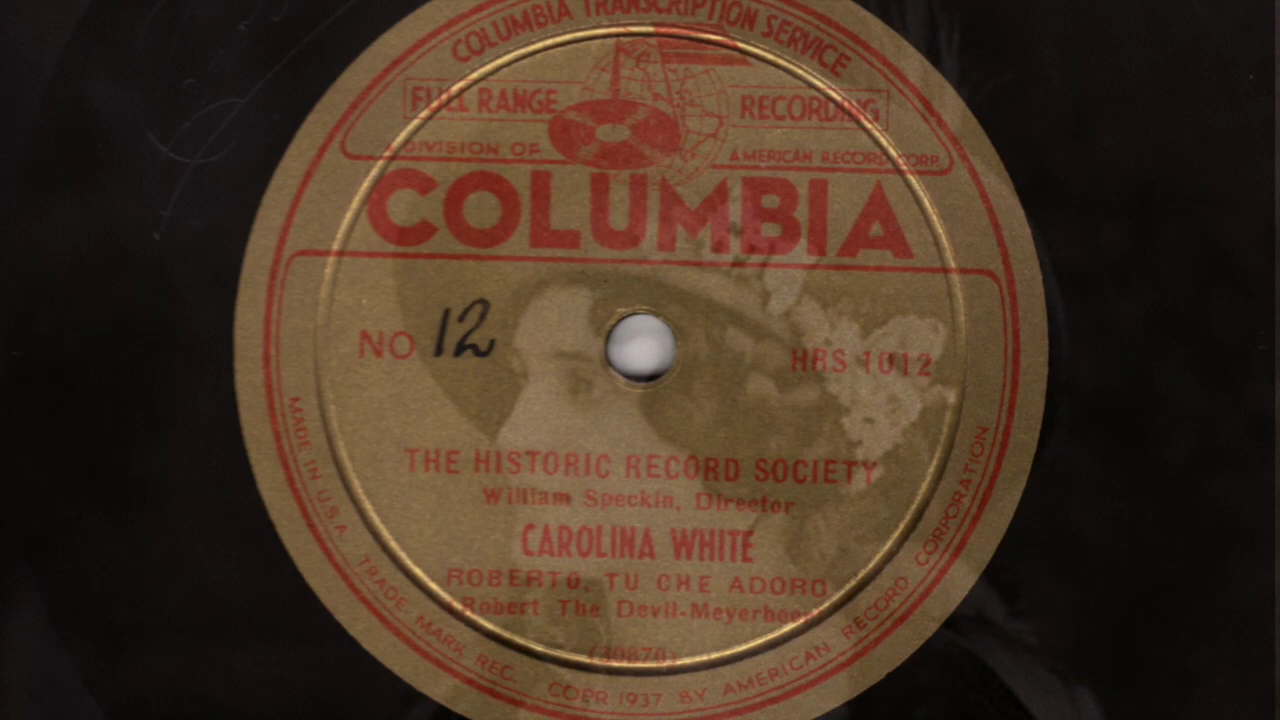 COLUMBIA TRANSCRIPTION SERVICE
FULL RANGE RECORDING
DIVISION OF AMERICAN RECORD CORP.
COLUMBIA
NO 12
HRS 1012
THE HISTORIC RECORD SOCIETY
William Speckin, Director
CAROLINA WHITE
ROBERTO, TU CHE ADORO
Robert The Devil-Meyerbeer
(30870)
MADE IN U.S.A. TRADE MARK REG. COPR 1937 BY AMERICAN RECORD CORPORATION